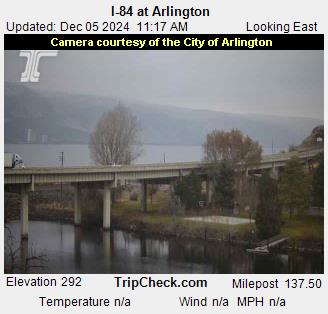 I-84 at Arlington
Updated: Dec 05 2024 11:17 AM Looking East
Camera courtesy of the City of Arlington
Elevation 292 TripCheck.com Milepost 137.50
Temperature n/a Wind n/a MPH n/a